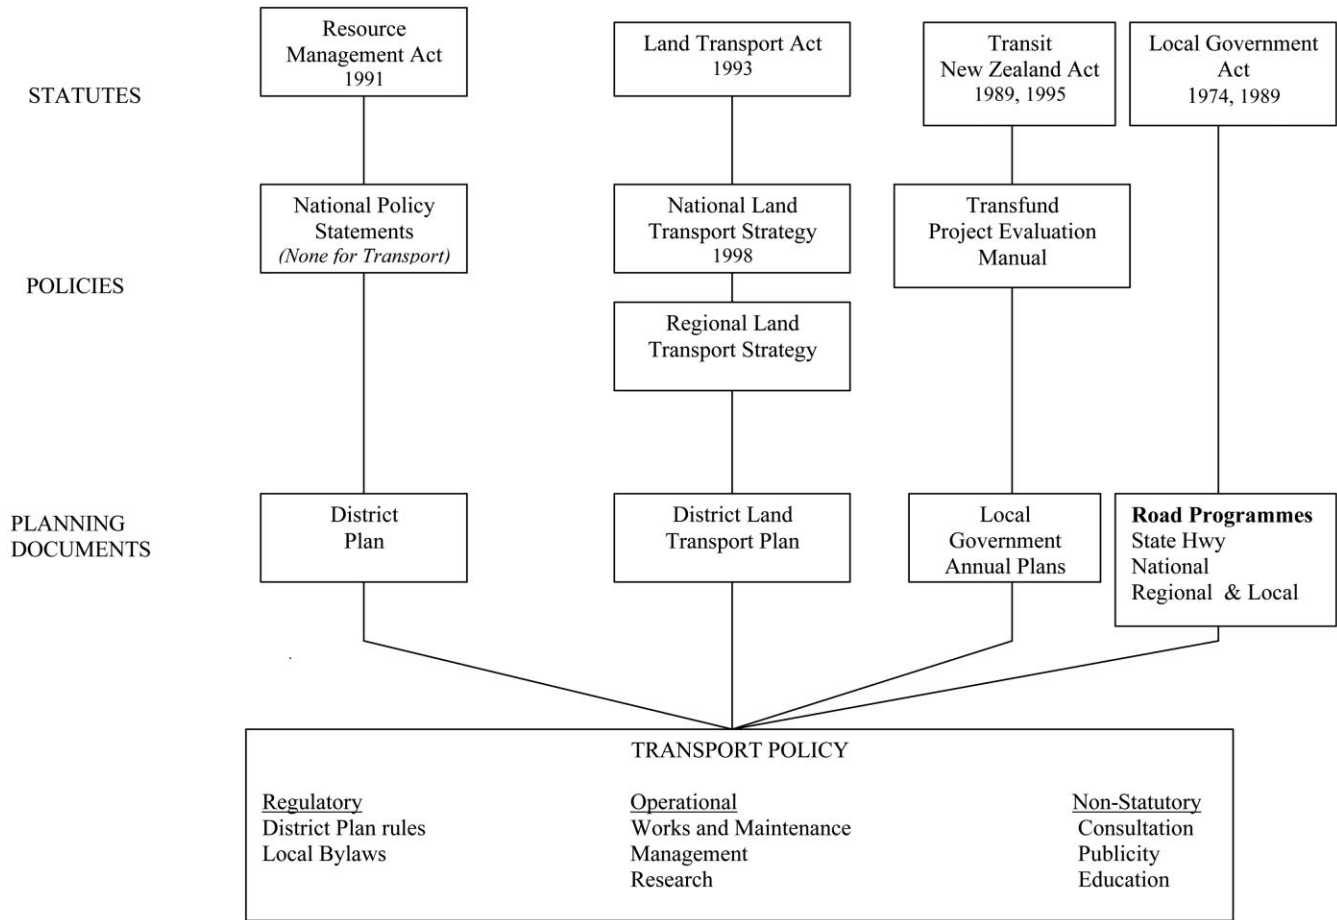 STATUTES
Resource
Management Act
1991
Land Transport Act
1993
Transit
New Zealand Act
1989, 1995
Local Government
Act
1974, 1989
POLICIES
National Policy
Statements
(None for Transport)
National Land
Transport Strategy
1998
Transfund
Project Evaluation
Manual
Regional Land
Transport Strategy
PLANNING
DOCUMENTS
District
Plan
District Land
Transport Plan
Local
Government
Annual Plans
Road Programmes
State Hwy
National
Regional & Local
TRANSPORT POLICY
Regulatory
District Plan rules
Local Bylaws
Operational
Works and Maintenance
Management
Research
Non-Statutory
Consultation
Publicity
Education